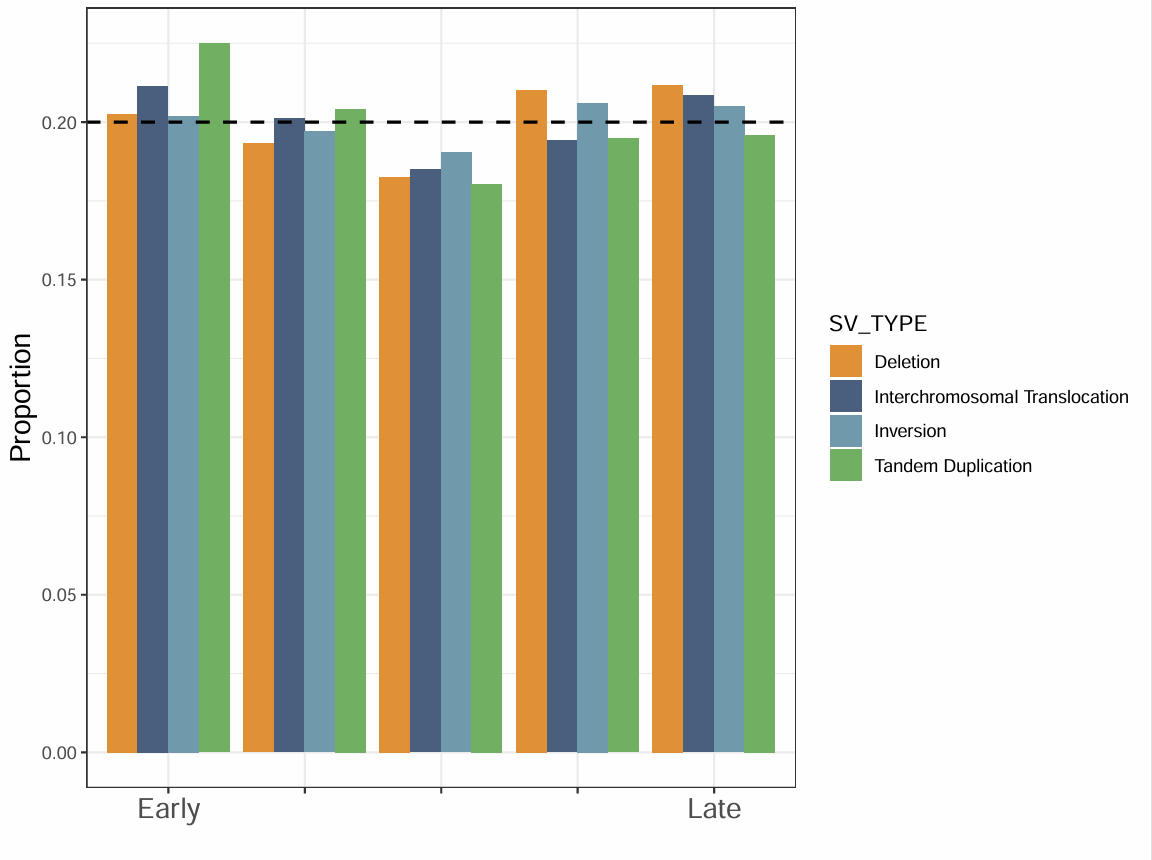 Proportion
0.20
0.15
0.10
0.05
0.00
Early
Late
SV_TYPE
Deletion
Interchromosomal Translocation
Inversion
Tandem Duplication